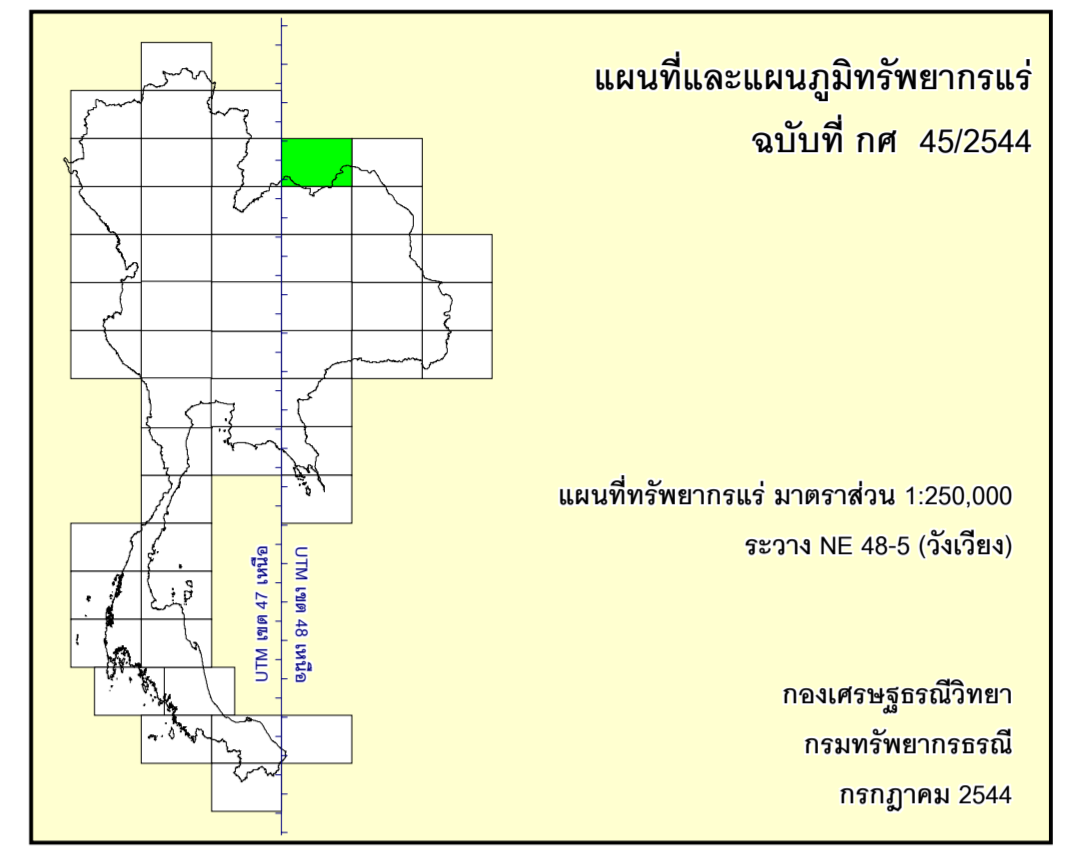 แผนที่และแผนภูมิทรัพยากรแร่
ฉบับที่ กศ 45/2544
แผนที่ทรัพยากรแร่ มาตราส่วน 1:250,000
ระวาง NE 48-5 (วังเวียง)
UTM เขต 47 เหนือ
UTM เขต 48 เหนือ
กองเศรษฐธรณีวิทยา
กรมทรัพยากรธรณี
กรกฎาคม 2544